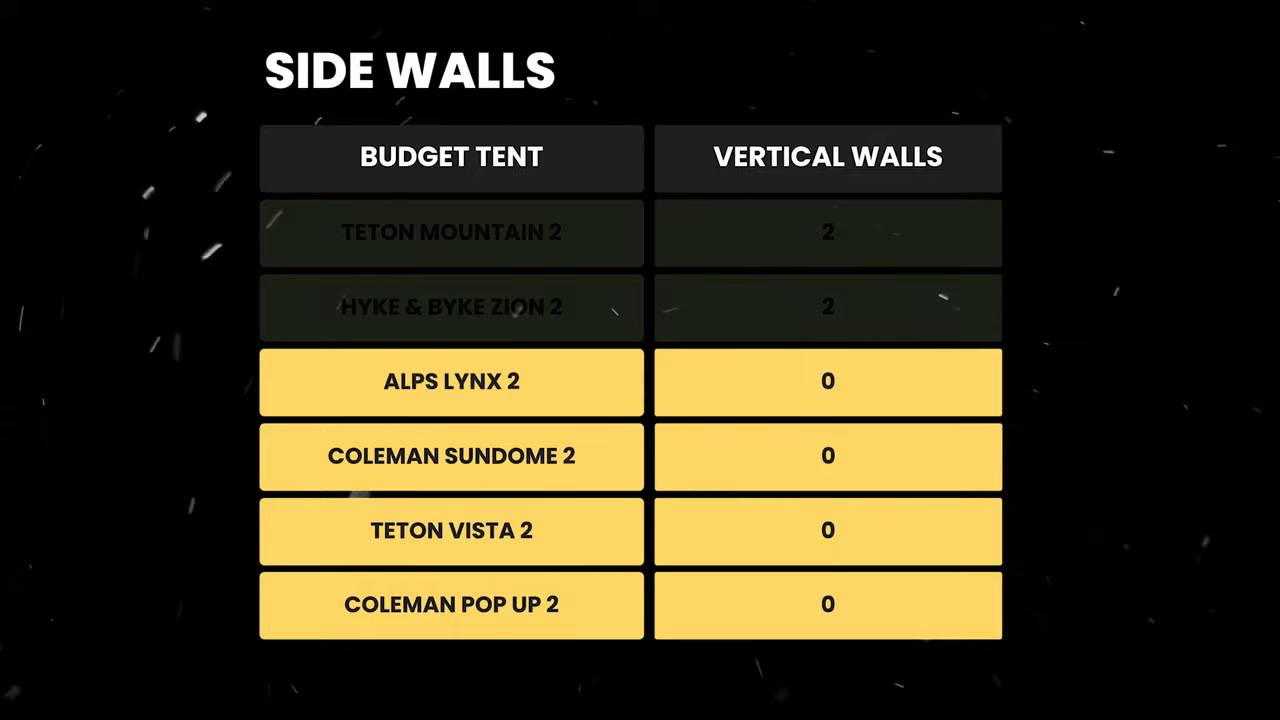 SIDE WALLS
BUDGET TENT VERTICAL WALLS
TETON MOUNTAIN 2 2
HYKE & BYKE ZION 2 2
ALPS LYNX 2 0
COLEMAN SUNDOME 2 0
TETON VISTA 2 0
COLEMAN POP UP 2 0